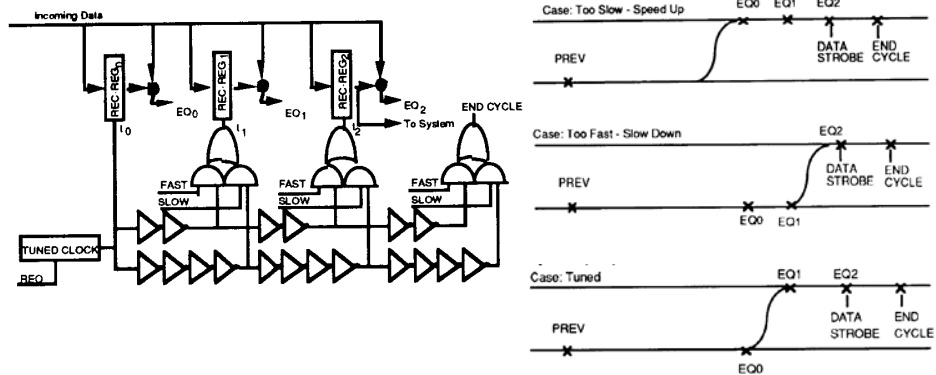 Incoming Data
REC-REG0
EQ0
I0
REC-REG1
EQ1
I1
REC-REG2
EQ2
I2
To System
END CYCLE
FAST
SLOW
FAST
SLOW
FAST
SLOW
TUNED CLOCK
REQ
Case: Too Slow - Speed Up
EQ0 EQ1 EQ2
DATA STROBE
END CYCLE
PREV
Case: Too Fast - Slow Down
EQ2
DATA STROBE
END CYCLE
PREV
EQ0 EQ1
Case: Tuned
EQ1 EQ2
DATA STROBE
END CYCLE
PREV
EQ0